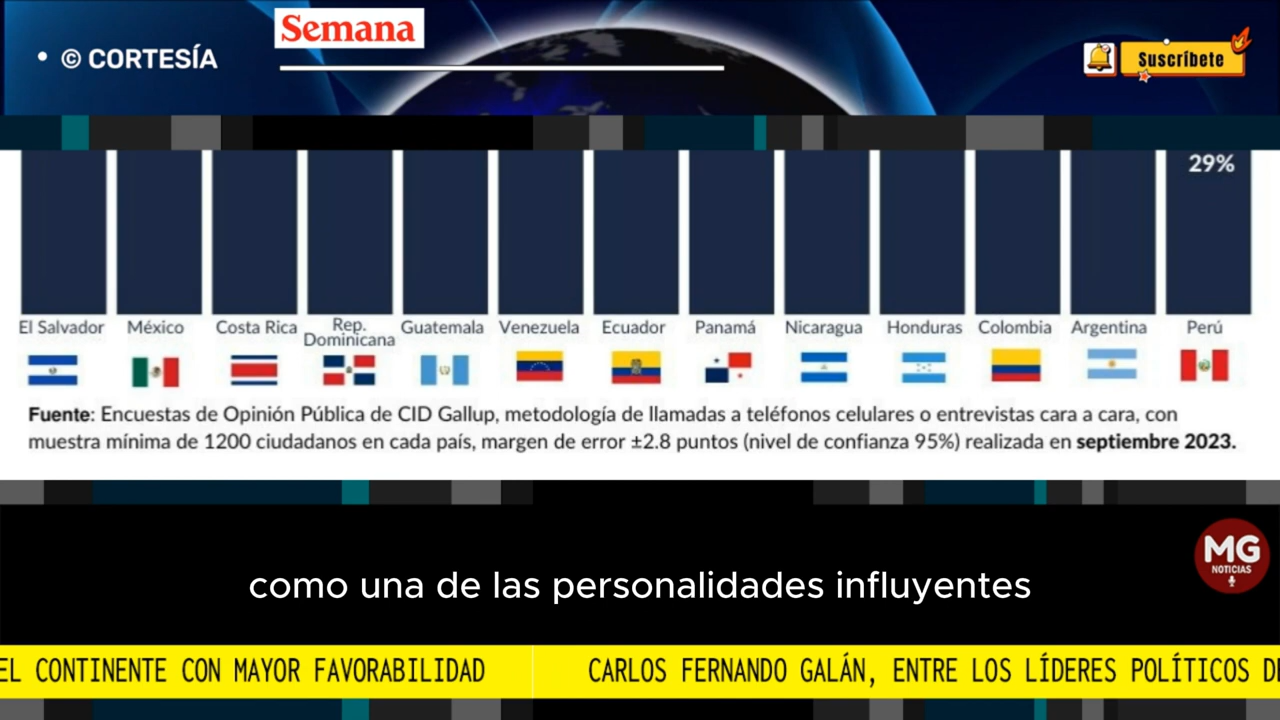 Semana
• © CORTESÍA
Suscríbete
29%
El Salvador
México
Costa Rica
Rep.
Dominicana
Guatemala
Venezuela
Ecuador
Panamá
Nicaragua
Honduras
Colombia
Argentina
Perú
Fuente: Encuestas de Opinión Pública de CID Gallup, metodología de llamadas a teléfonos celulares o entrevistas cara a cara, con
muestra mínima de 1200 ciudadanos en cada país, margen de error ±2.8 puntos (nivel de confianza 95%) realizada en septiembre 2023.
MG
NOTICIAS
como una de las personalidades influyentes
EL CONTINENTE CON MAYOR FAVORABILIDAD
CARLOS FERNANDO GALÁN, ENTRE LOS LÍDERES POLÍTICOS